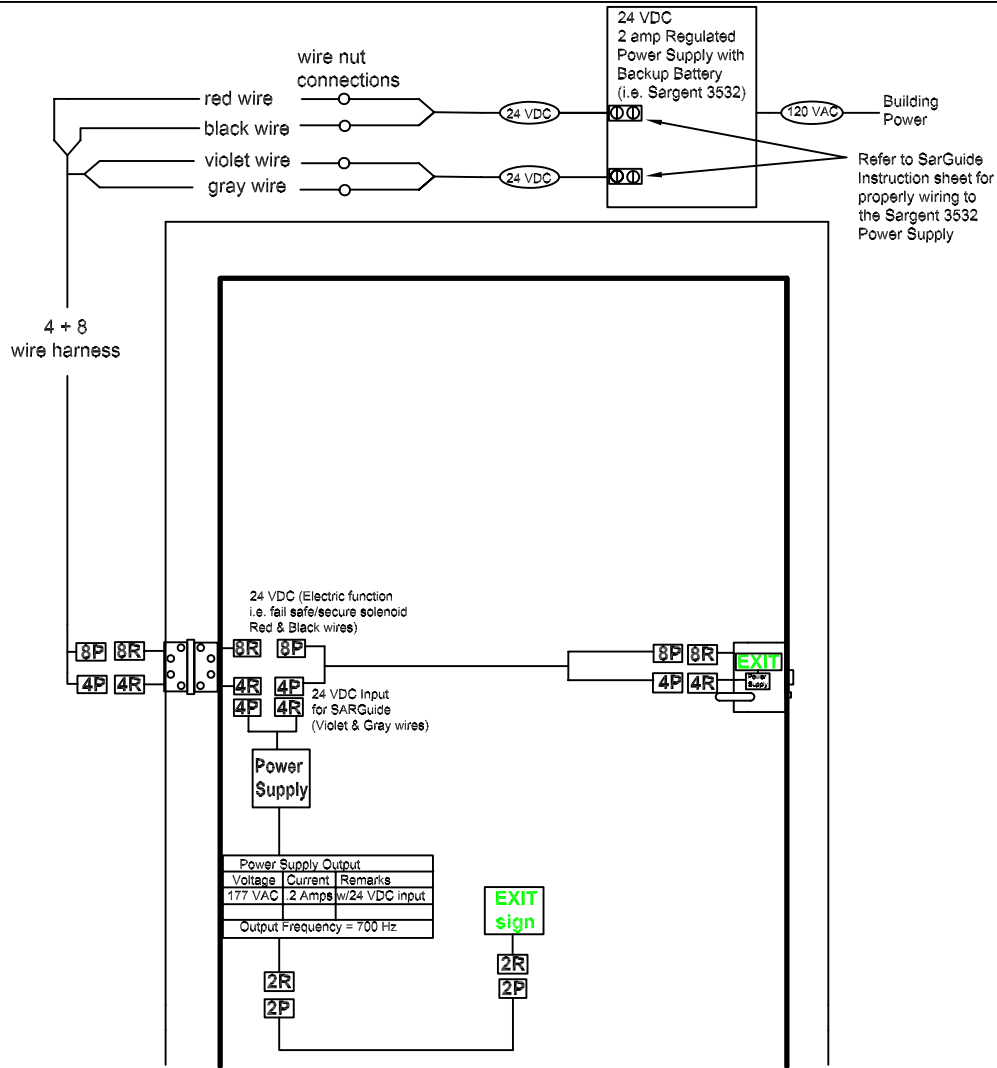 24 VDC
2 amp Regulated
Power Supply with
Backup Battery
(i.e. Sargent 3532)
wire nut
connections
red wire
black wire
violet wire
gray wire
24 VDC
24 VDC
120 VAC
Building
Power
Refer to SarGuide
Instruction sheet for
properly wiring to
the Sargent 3532
Power Supply
4 + 8
wire harness
24 VDC (Electric function
i.e. fail safe/secure solenoid
Red & Black wires)
8P 8R
8R 8P
8P 8R
EXIT
4P 4R
4R 4P
4P 4R
Power
Supply
4P 4R
24 VDC Input
for SARGuide
(Violet & Gray wires)
Power
Supply
Power Supply Output
Voltage Current Remarks
177 VAC .2 Amps w/24 VDC input
Output Frequency = 700 Hz
EXIT
sign
2R
2P
2R
2P